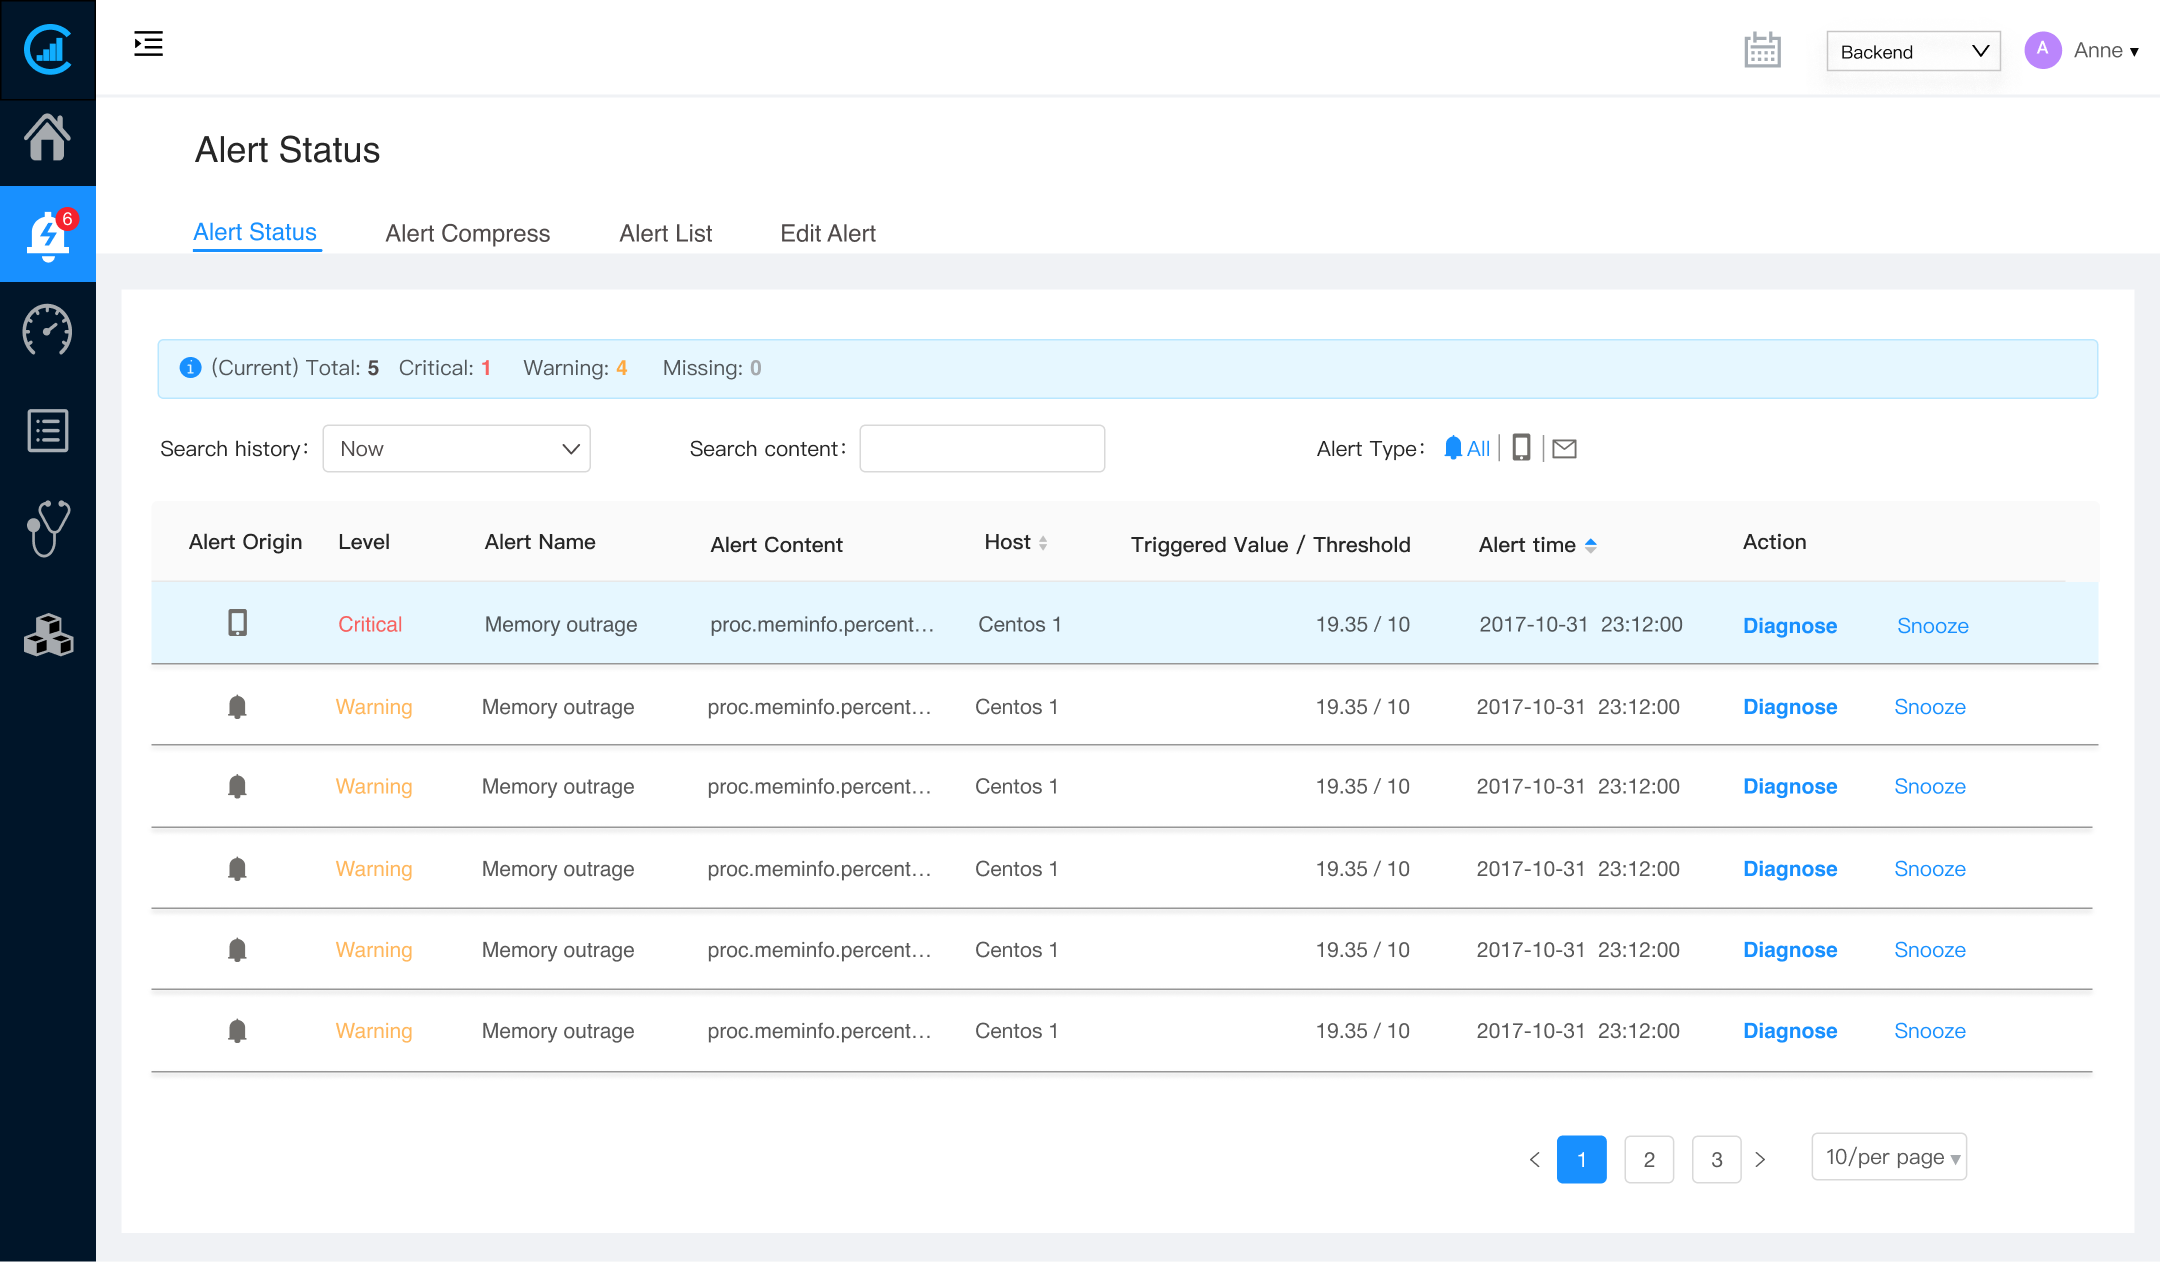 Backend
A Anne
Alert Status
6
Alert Status Alert Compress Alert List Edit Alert
(Current) Total: 5 Critical: 1 Warning: 4 Missing: 0
Search history: Now Search content: Alert Type: All
Alert Origin Level Alert Name Alert Content Host Triggered Value / Threshold Alert time Action
Critical Memory outrage proc.meminfo.percent... Centos 1 19.35 / 10 2017-10-31 23:12:00 Diagnose Snooze
Warning Memory outrage proc.meminfo.percent... Centos 1 19.35 / 10 2017-10-31 23:12:00 Diagnose Snooze
Warning Memory outrage proc.meminfo.percent... Centos 1 19.35 / 10 2017-10-31 23:12:00 Diagnose Snooze
Warning Memory outrage proc.meminfo.percent... Centos 1 19.35 / 10 2017-10-31 23:12:00 Diagnose Snooze
Warning Memory outrage proc.meminfo.percent... Centos 1 19.35 / 10 2017-10-31 23:12:00 Diagnose Snooze
Warning Memory outrage proc.meminfo.percent... Centos 1 19.35 / 10 2017-10-31 23:12:00 Diagnose Snooze
< 1 2 3 > 10/per page